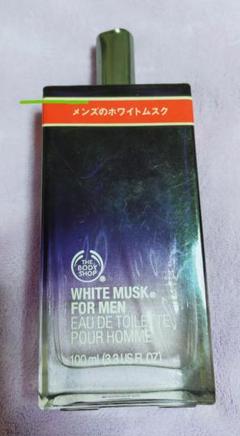 メンズのホワイトムスク
THE
BODY
SHOP
WHITE MUSK®
FOR MEN
EAU DE TOILETTE
POUR HOMME
100 ml (3.3 US FL OZ)